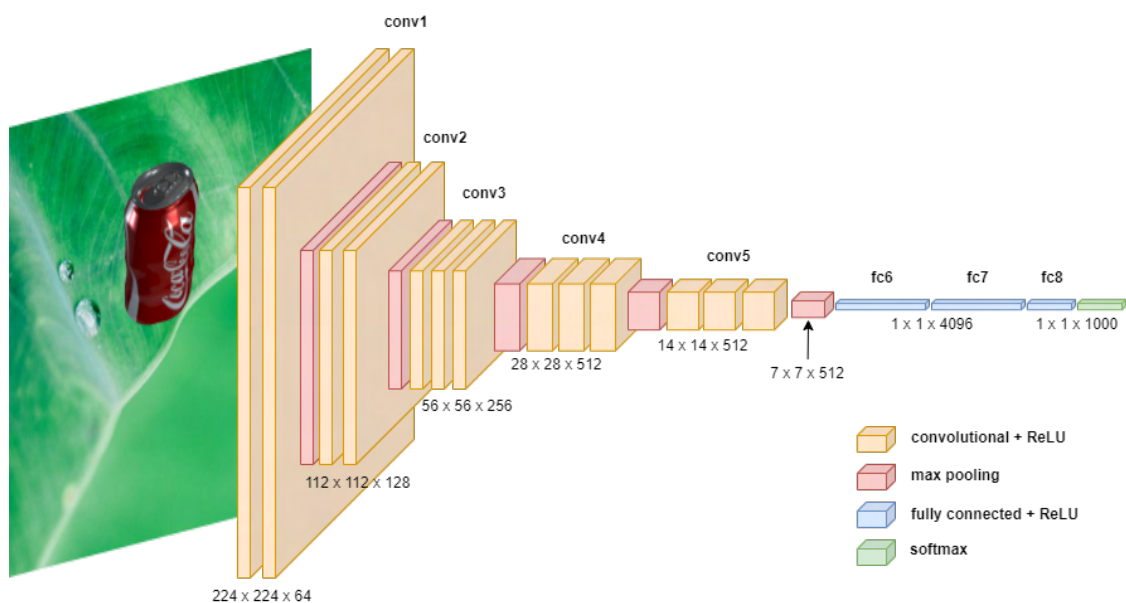 conv1
conv2
conv3
conv4
conv5
fc6
fc7
fc8
Coca-Cola
224 x 224 x 64
112 x 112 x 128
56 x 56 x 256
28 x 28 x 512
14 x 14 x 512
7 x 7 x 512
1 x 1 x 4096
1 x 1 x 1000
convolutional + ReLU
max pooling
fully connected + ReLU
softmax